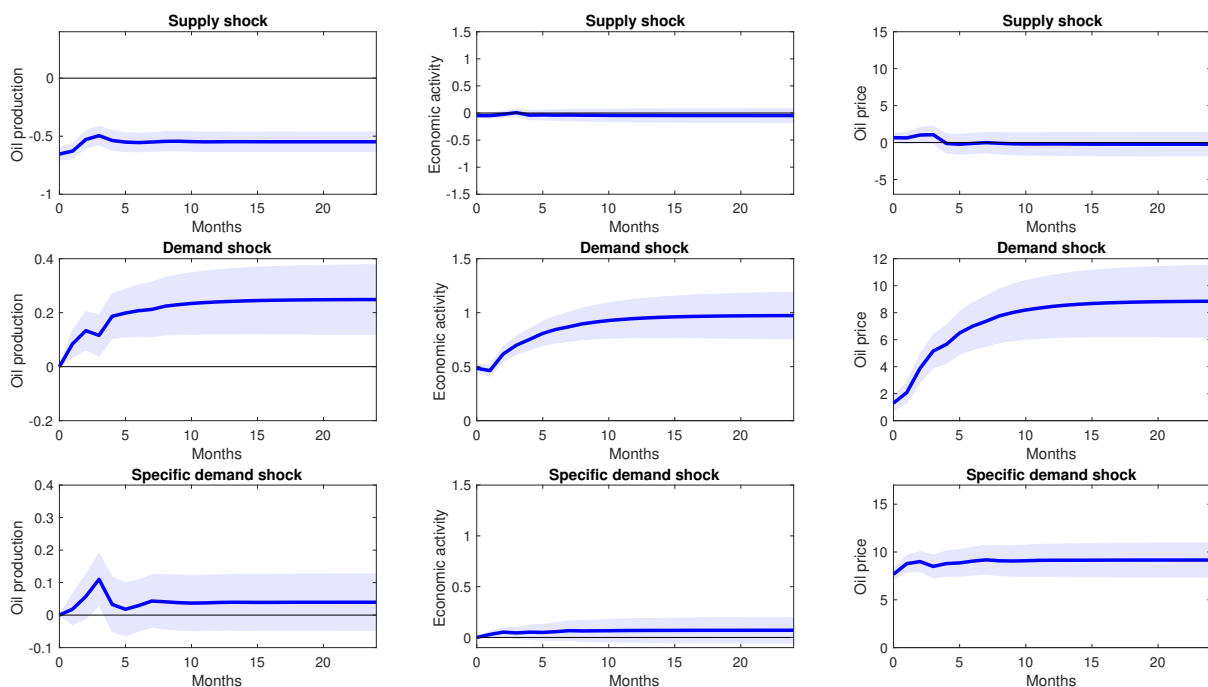 Supply shock
Oil production
0
-0.5
-1
0 5 10 15 20
Months
Supply shock
Economic activity
1.5
1
0.5
0
-0.5
-1
-1.5
0 5 10 15 20
Months
Supply shock
Oil price
15
10
5
0
-5
0 5 10 15 20
Months
Demand shock
Oil production
0.4
0.2
0
-0.2
0 5 10 15 20
Months
Demand shock
Economic activity
1.5
1
0.5
0
0 5 10 15 20
Months
Demand shock
Oil price
12
10
8
6
4
2
2
0
0 5 10 15 20
Months
Specific demand shock
Oil production
0.4
0.3
0.2
0.1
0
-0.1
0 5 10 15 20
Months
Specific demand shock
Economic activity
1.5
1
0.5
0
0 5 10 15 20
Months
Specific demand shock
Oil price
15
10
5
0
0 5 10 15 20
Months